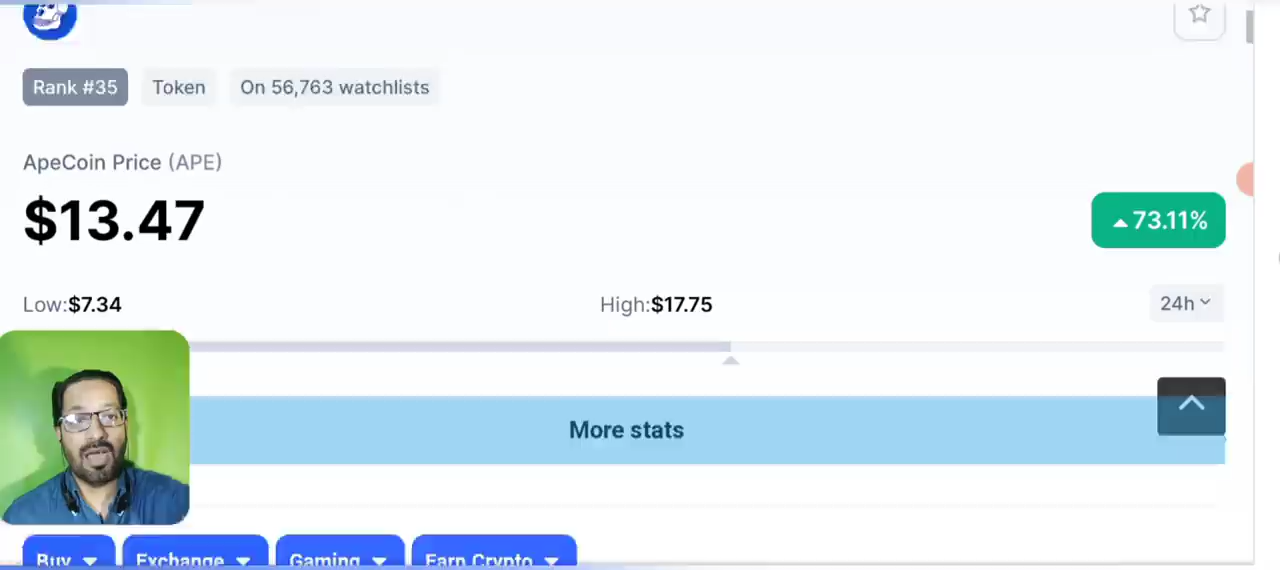 Rank #35 Token On 56,763 watchlists
ApeCoin Price (APE)
$13.47 73.11%
Low:$7.34 High:$17.75 24h
More stats
Buy Exchange Gaming Earn Crypto